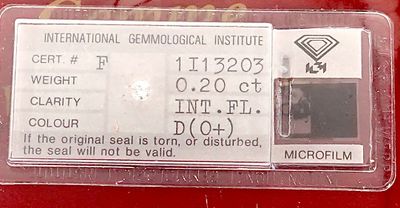 INTERNATIONAL GEMMOLOGICAL INSTITUTE
CERT. # F 1I13203
WEIGHT 0.20 ct
CLARITY INT.FL.
COLOUR D(0+)
If the original seal is torn, or disturbed,
the seal will not be valid.
MICROFILM